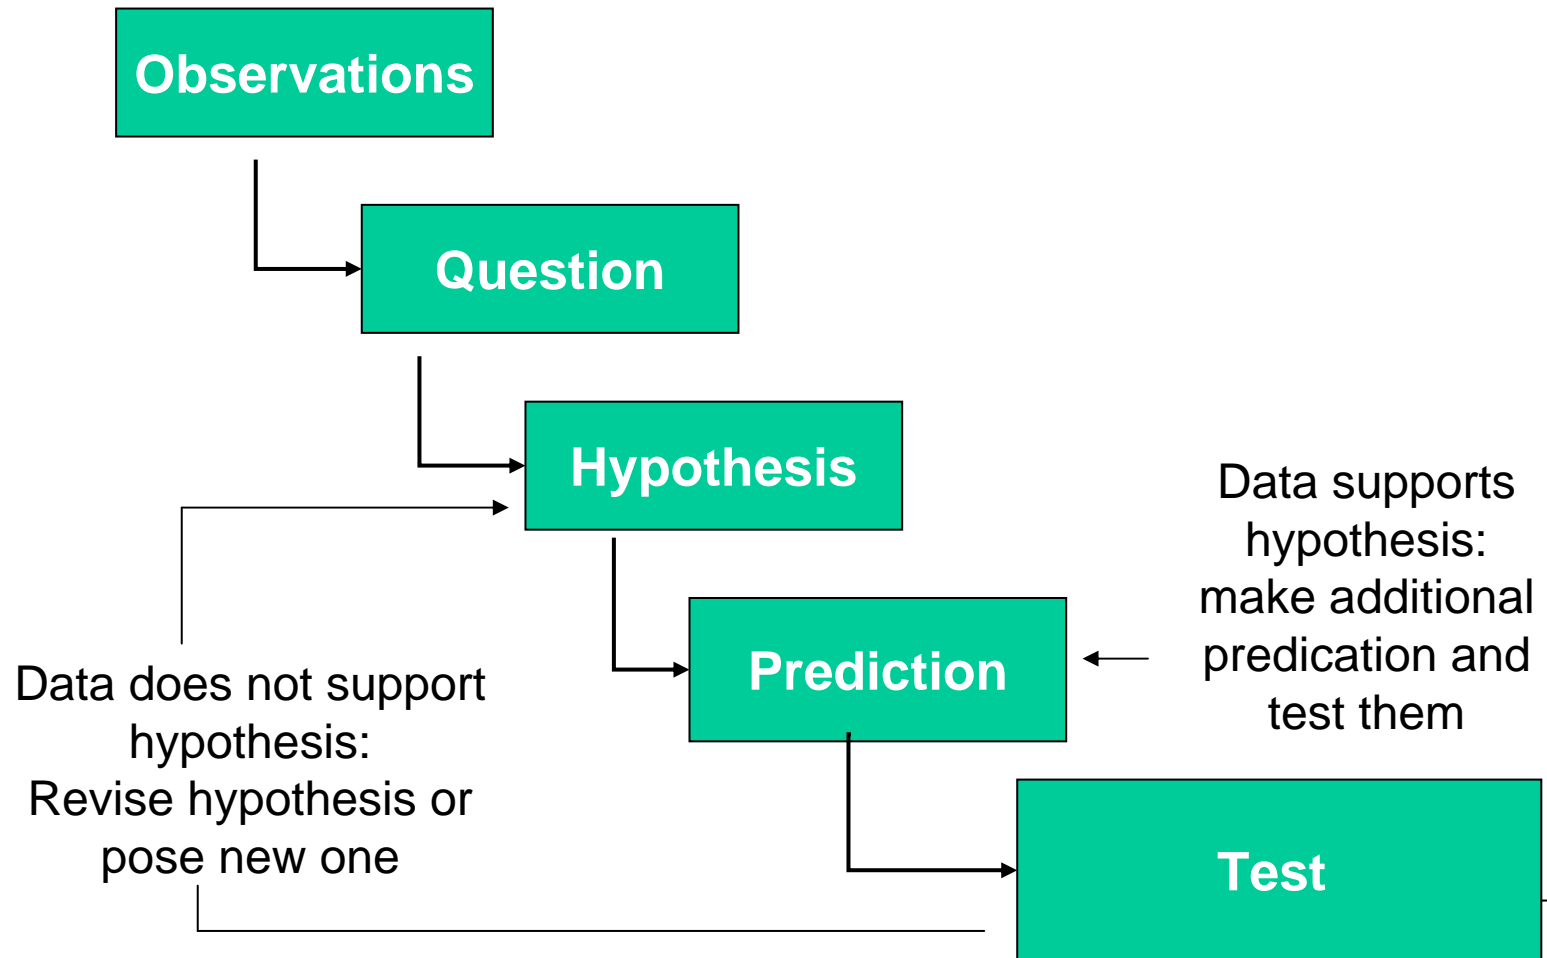 Observations
Question
Hypothesis
Data supports
hypothesis:
make additional
predication and
test them
Prediction
Data does not support
hypothesis:
Revise hypothesis or
pose new one
Test